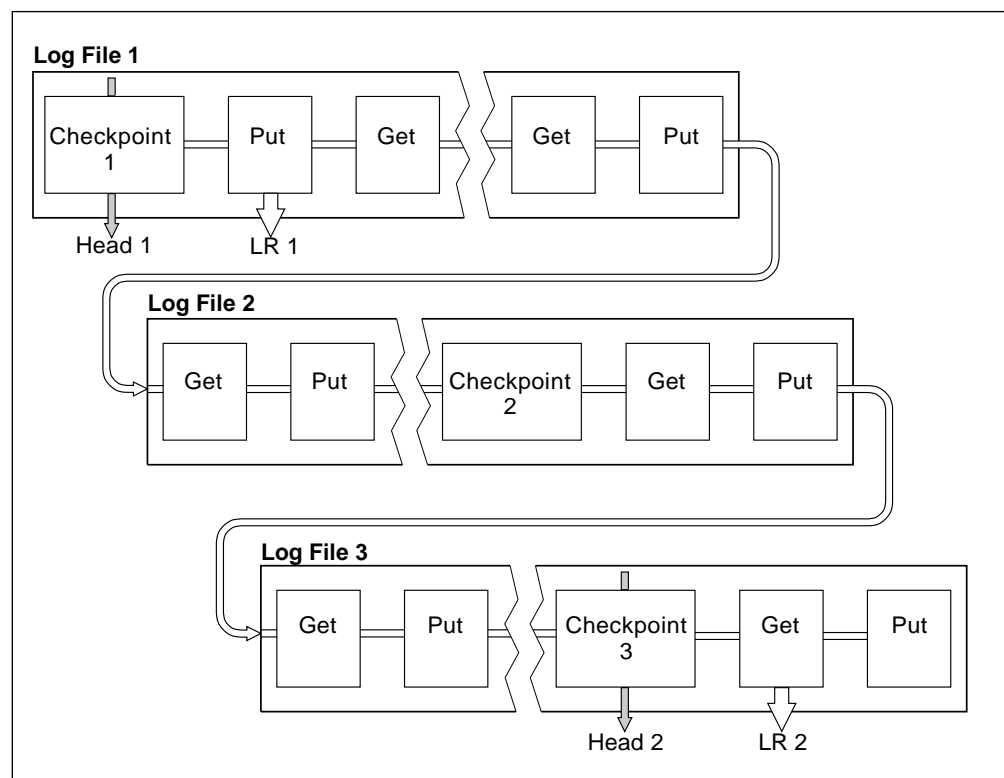 Log File 1
Checkpoint
1
Put
Get
Get
Put
Head 1
LR 1
Log File 2
Get
Put
Checkpoint
2
Get
Put
Log File 3
Get
Put
Checkpoint
3
Get
Put
Head 2
LR 2